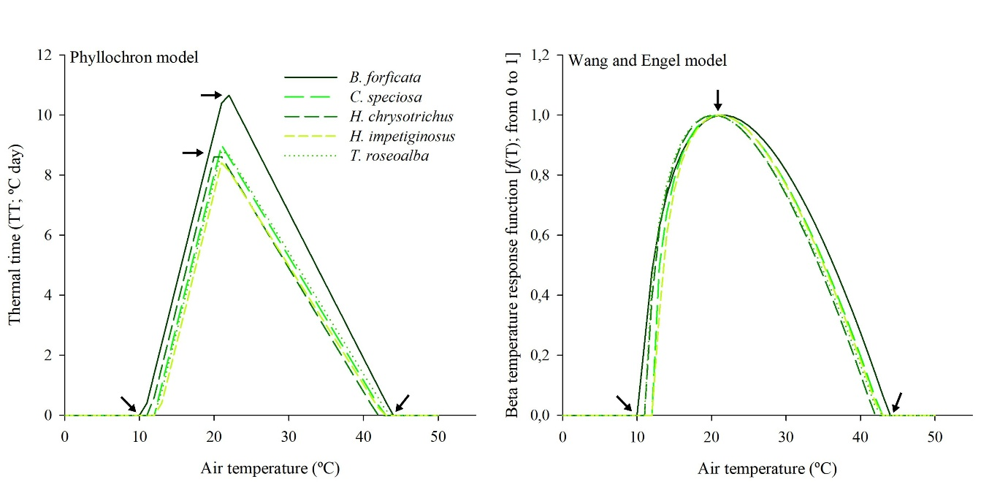 Phyllochron model
Thermal time (TT; ºC day)
12
10
8
6
4
2
0
0 10 20 30 40 50
Air temperature (ºC)
B. forficata
C. speciosa
H. chrysotrichus
H. impetiginosus
T. roseoalba
Wang and Engel model
Beta temperature response function [f(T); from 0 to 1]
1,2
1,0
0,8
0,6
0,4
0,2
0,0
0 10 20 30 40 50
Air temperature (ºC)